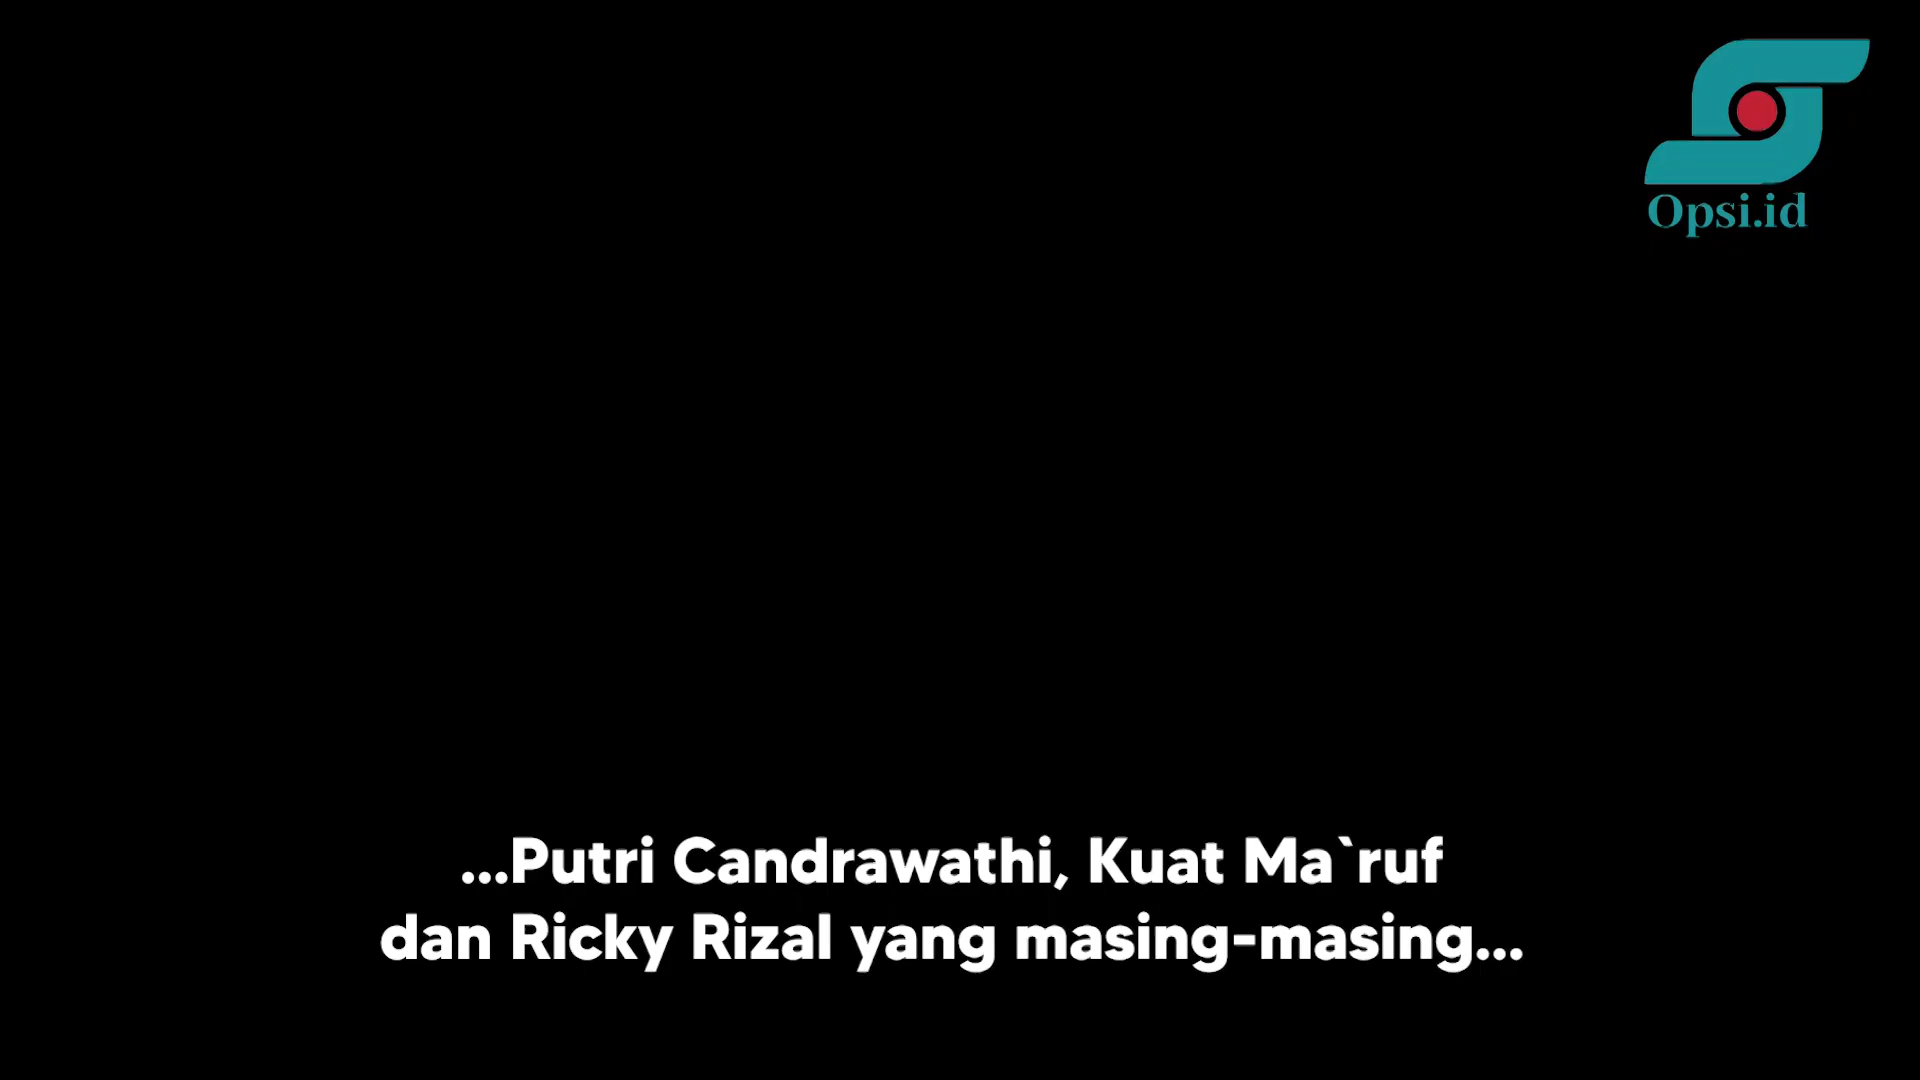 Opsi.id
...Putri Candrawathi, Kuat Ma`ruf
dan Ricky Rizal yang masing-masing...